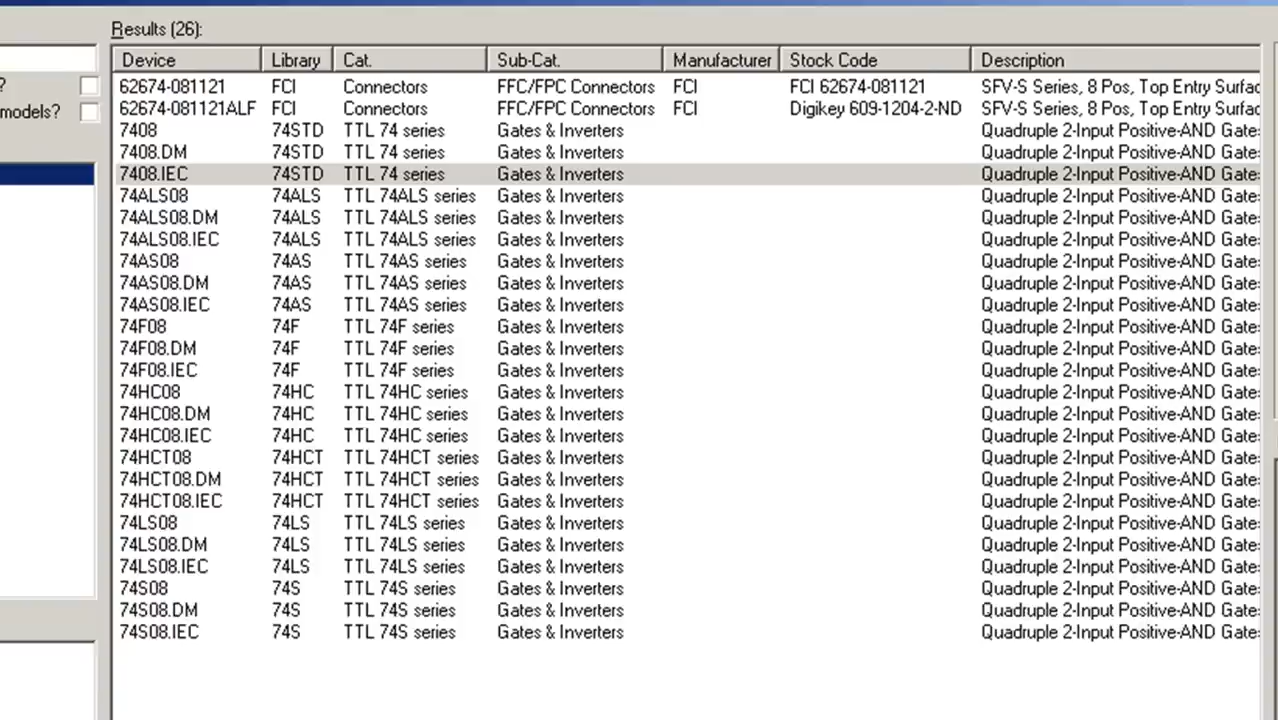 Results (26):
Device Library Cat. Sub-Cat. Manufacturer Stock Code Description
?
62674-081121 FCI Connectors FFC/FPC Connectors FCI FCI 62674-081121 SFV-S Series, 8 Pos, Top Entry Surfac
models? 62674-081121ALF FCI Connectors FFC/FPC Connectors FCI Digikey 609-1204-2-ND SFV-S Series, 8 Pos, Top Entry Surfac
7408 74STD TTL 74 series Gates & Inverters Quadruple 2-Input Positive-AND Gate
7408.DM 74STD TTL 74 series Gates & Inverters Quadruple 2-Input Positive-AND Gate
7408.IEC 74STD TTL 74 series Gates & Inverters Quadruple 2-Input Positive-AND Gate
74ALS08 74ALS TTL 74ALS series Gates & Inverters Quadruple 2-Input Positive-AND Gate
74ALS08.DM 74ALS TTL 74ALS series Gates & Inverters Quadruple 2-Input Positive-AND Gate
74ALS08.IEC 74ALS TTL 74ALS series Gates & Inverters Quadruple 2-Input Positive-AND Gate
74AS08 74AS TTL 74AS series Gates & Inverters Quadruple 2-Input Positive-AND Gate
74AS08.DM 74AS TTL 74AS series Gates & Inverters Quadruple 2-Input Positive-AND Gate
74AS08.IEC 74AS TTL 74AS series Gates & Inverters Quadruple 2-Input Positive-AND Gate
74F08 74F TTL 74F series Gates & Inverters Quadruple 2-Input Positive-AND Gate
74F08.DM 74F TTL 74F series Gates & Inverters Quadruple 2-Input Positive-AND Gate
74F08.IEC 74F TTL 74F series Gates & Inverters Quadruple 2-Input Positive-AND Gate
74HC08 74HC TTL 74HC series Gates & Inverters Quadruple 2-Input Positive-AND Gate
74HC08.DM 74HC TTL 74HC series Gates & Inverters Quadruple 2-Input Positive-AND Gate
74HC08.IEC 74HC TTL 74HC series Gates & Inverters Quadruple 2-Input Positive-AND Gate
74HCT08 74HCT TTL 74HCT series Gates & Inverters Quadruple 2-Input Positive-AND Gate
74HCT08.DM 74HCT TTL 74HCT series Gates & Inverters Quadruple 2-Input Positive-AND Gate
74HCT08.IEC 74HCT TTL 74HCT series Gates & Inverters Quadruple 2-Input Positive-AND Gate
74LS08 74LS TTL 74LS series Gates & Inverters Quadruple 2-Input Positive-AND Gate
74LS08.DM 74LS TTL 74LS series Gates & Inverters Quadruple 2-Input Positive-AND Gate
74LS08.IEC 74LS TTL 74LS series Gates & Inverters Quadruple 2-Input Positive-AND Gate
74S08 74S TTL 74S series Gates & Inverters Quadruple 2-Input Positive-AND Gate
74S08.DM 74S TTL 74S series Gates & Inverters Quadruple 2-Input Positive-AND Gate
74S08.IEC 74S TTL 74S series Gates & Inverters Quadruple 2-Input Positive-AND Gate